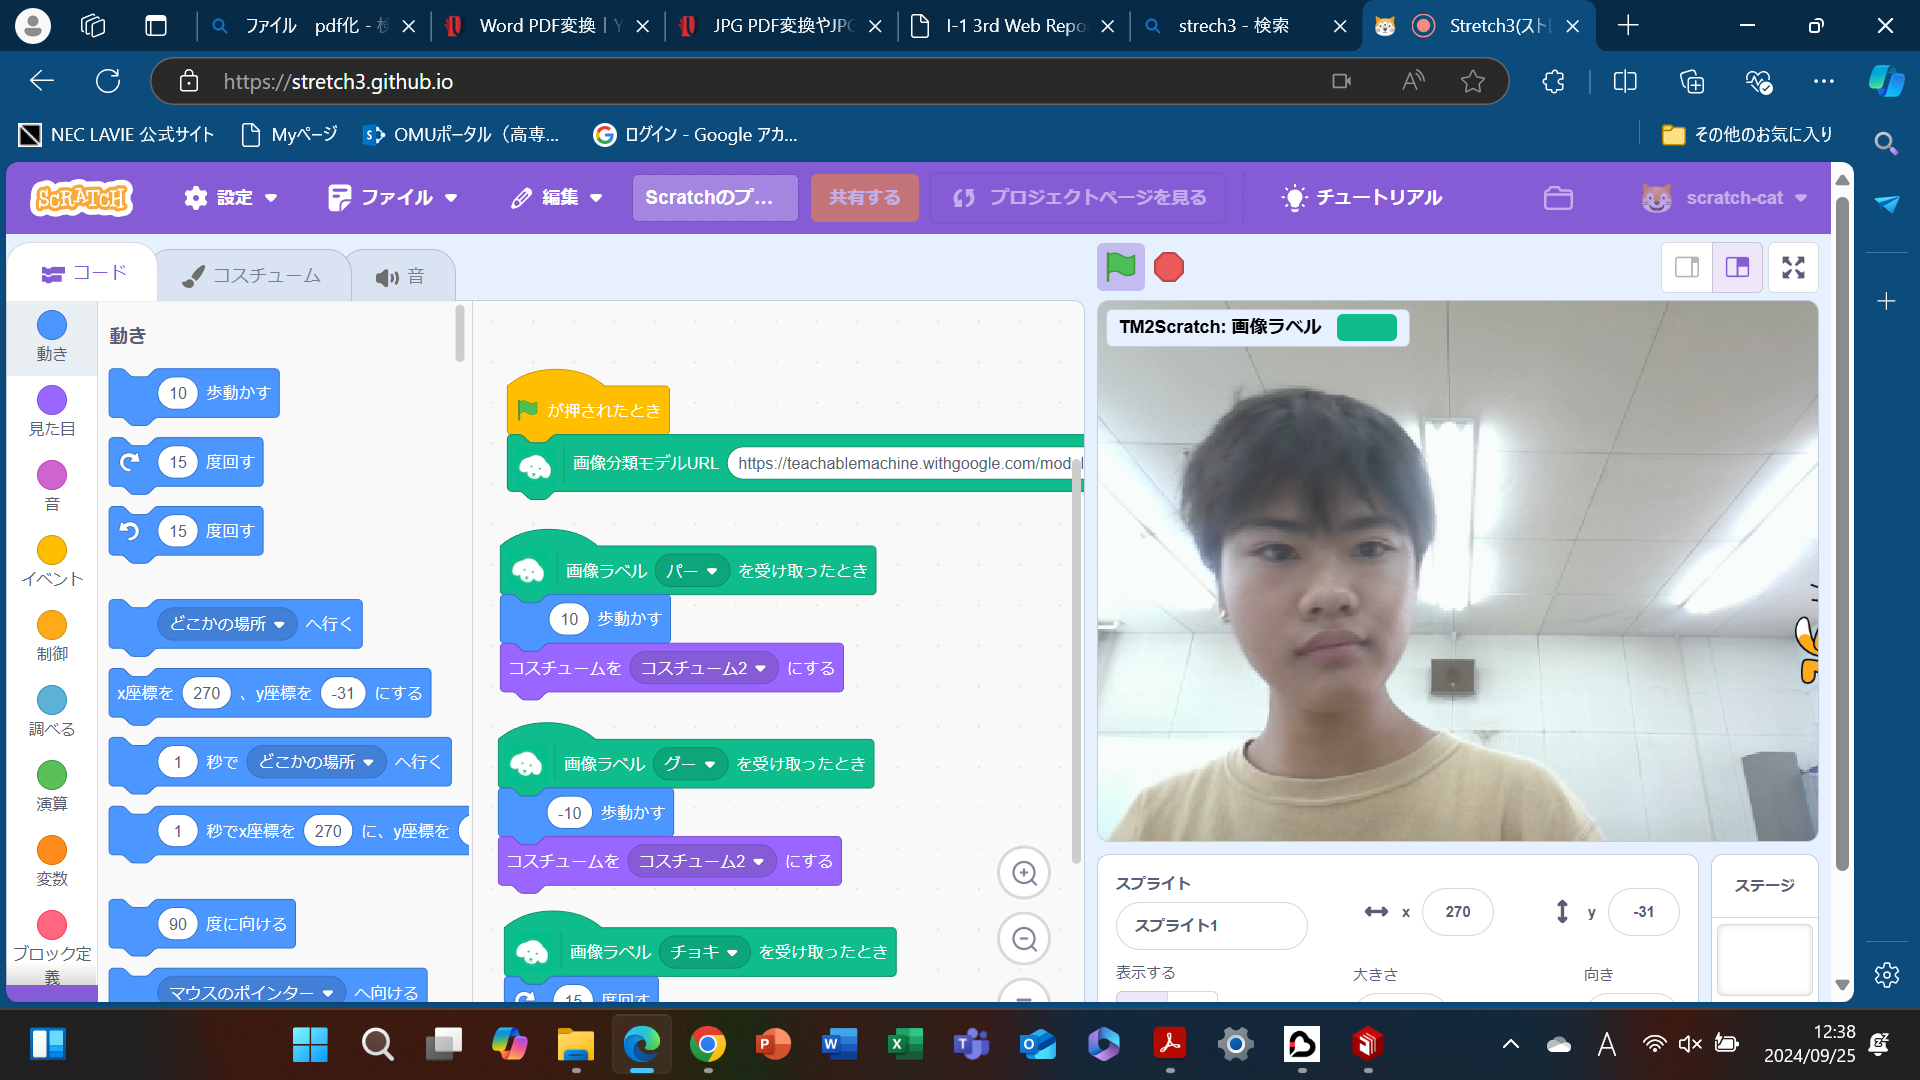 ファイル pdf化 - 検
Word PDF変換 | Y
JPG PDF変換やJPG
I-1 3rd Web Repo
strech3 - 検索
Stretch3(スト
https://stretch3.github.io
NEC LAVIE 公式サイト
Myページ
OMUポータル（高専...
ログイン - Google アカ...
その他のお気に入り
SCRATCH
設定
ファイル
編集
Scratchのプ...
共有する
プロジェクトページを見る
チュートリアル
scratch-cat
コード
コスチューム
音
動き
見た目
音
イベント
制御
調べる
演算
変数
ブロック定
義
動き
10 歩動かす
15 度回す
15 度回す
どこかの場所 へ行く
x座標を 270 、y座標を -31 にする
1 秒で どこかの場所 へ行く
1 秒でx座標を 270 に、y座標を
90 度に向ける
マウスのポインター へ向ける
が押されたとき
画像分類モデルURL https://teachablemachine.withgoogle.com/model
画像ラベル パー を受け取ったとき
10 歩動かす
コスチュームを コスチューム2 にする
画像ラベル グー を受け取ったとき
-10 歩動かす
コスチュームを コスチューム2 にする
画像ラベル チョキ を受け取ったとき
15 度回す
TM2Scratch: 画像ラベル
スプライト
スプライト1
x 270
y -31
表示する
大きさ
向き
ステージ
A
12:38
2024/09/25